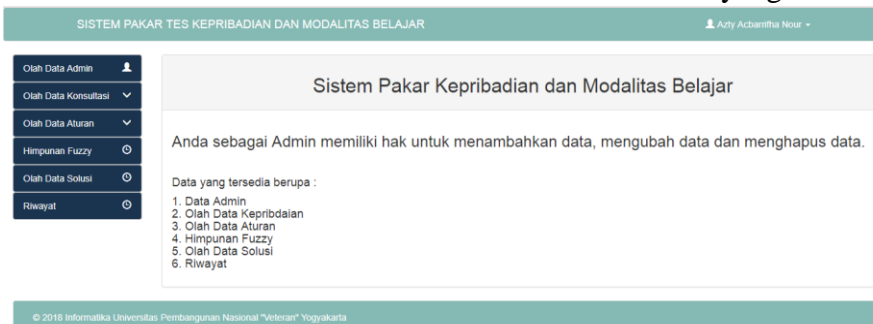 SISTEM PAKAR TES KEPRIBADIAN DAN MODALITAS BELAJAR
Azty Acbarrifha Nour
Olah Data Admin
Olah Data Konsultasi
Olah Data Aturan
Himpunan Fuzzy
Olah Data Solusi
Riwayat
Sistem Pakar Kepribadian dan Modalitas Belajar
Anda sebagai Admin memiliki hak untuk menambahkan data, mengubah data dan menghapus data.
Data yang tersedia berupa :
1. Data Admin
2. Olah Data Kepribdaian
3. Olah Data Aturan
4. Himpunan Fuzzy
5. Olah Data Solusi
6. Riwayat
© 2018 Informatika Universitas Pembangunan Nasional "Veteran" Yogyakarta